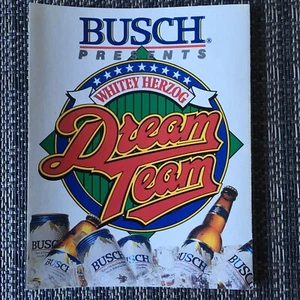 BUSCH®
PRESENTS
WHITEY HERZOG
Dream
Team
BUSCH
BUSCH
BUSCH
BUSCH